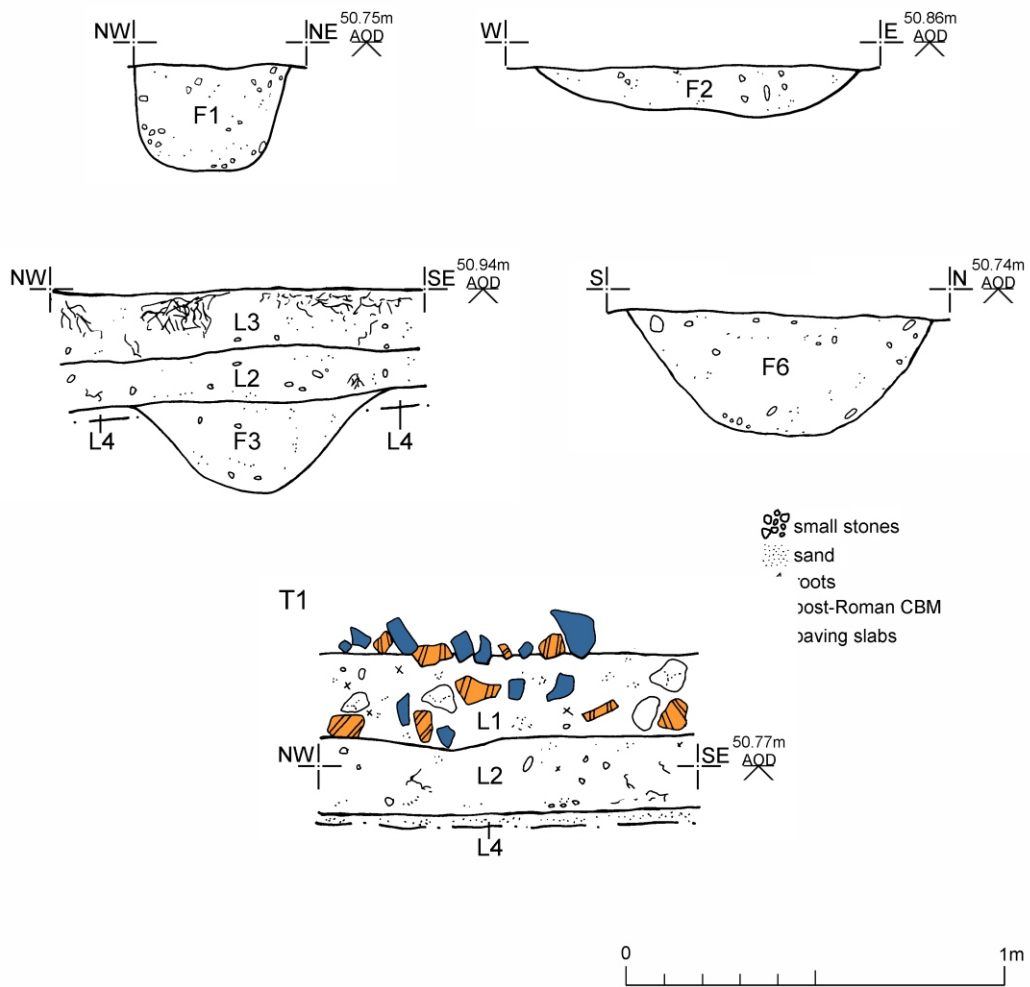 NW NE 50.75m AOD
F1
W E 50.86m AOD
F2
NW SE 50.94m AOD
L3
L2
F3
L4 L4
S N 50.74m AOD
F6
small stones
sand
roots
post-Roman CBM
paving slabs
T1
L1
NW SE 50.77m AOD
L2
L4
0 1m